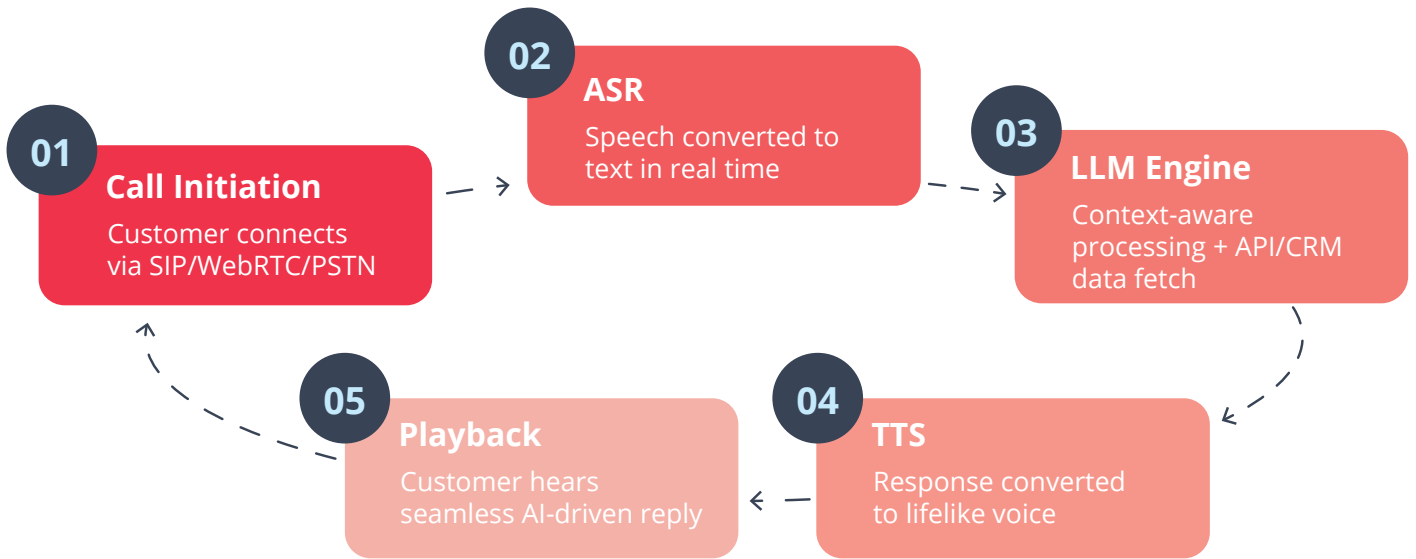 01
Call Initiation
Customer connects
via SIP/WebRTC/PSTN
02
ASR
Speech converted to
text in real time
03
LLM Engine
Context-aware
processing + API/CRM
data fetch
04
TTS
Response converted
to lifelike voice
05
Playback
Customer hears
seamless AI-driven reply